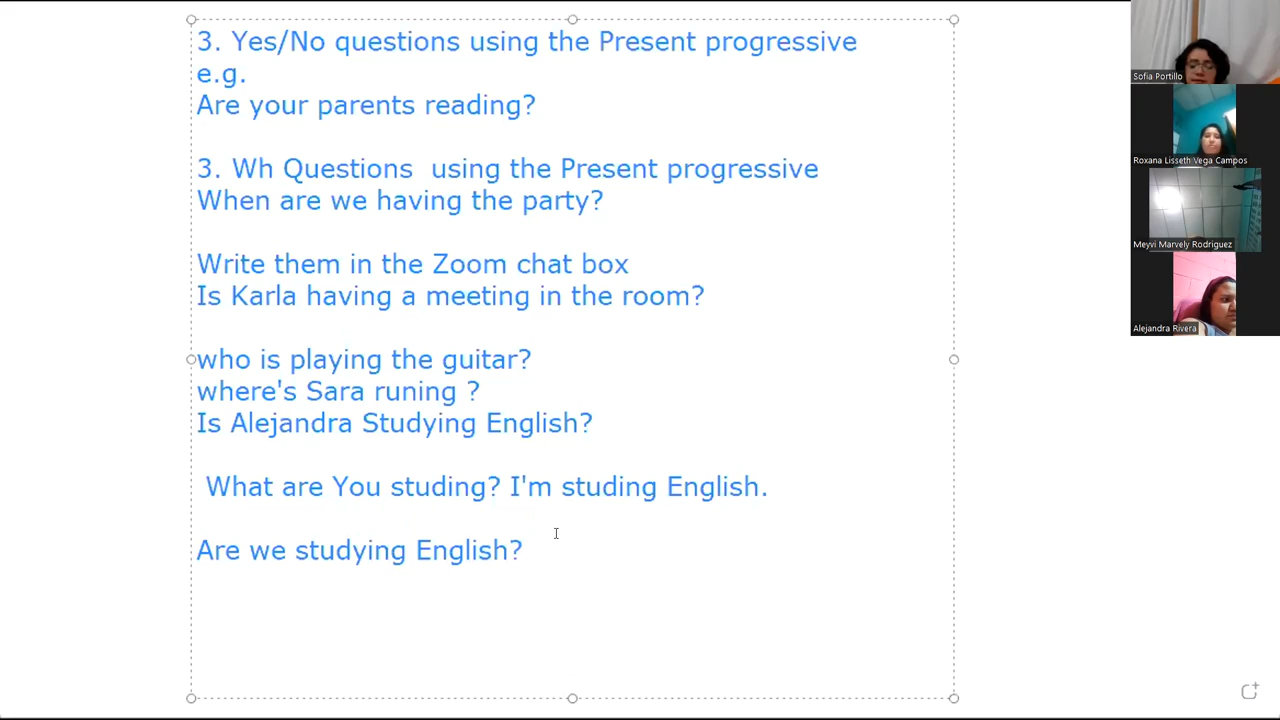 3. Yes/No questions using the Present progressive
e.g.
Are your parents reading?
3. Wh Questions  using the Present progressive
When are we having the party?
Write them in the Zoom chat box
Is Karla having a meeting in the room?
who is playing the guitar?
where's Sara runing ?
Is Alejandra Studying English?
What are You studing? I'm studing English.
Are we studying English?
Sofia Portillo
Roxana Lisseth Vega Campos
Meyvi Marvely Rodriguez
Alejandra Rivera